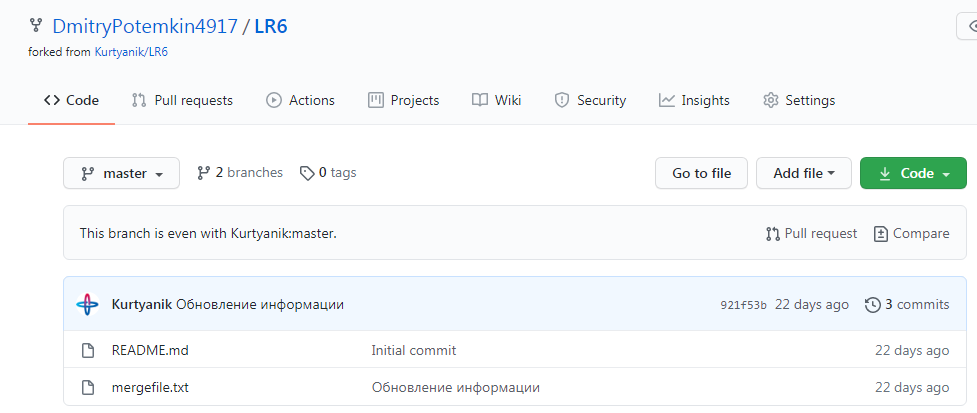 DmitryPotemkin4917 / LR6
forked from Kurtyanik/LR6
Code Pull requests Actions Projects Wiki Security Insights Settings
master 2 branches 0 tags Go to file Add file Code
This branch is even with Kurtyanik:master. Pull request Compare
Kurtyanik Обновление информации 921f53b 22 days ago 3 commits
README.md Initial commit 22 days ago
mergefile.txt Обновление информации 22 days ago